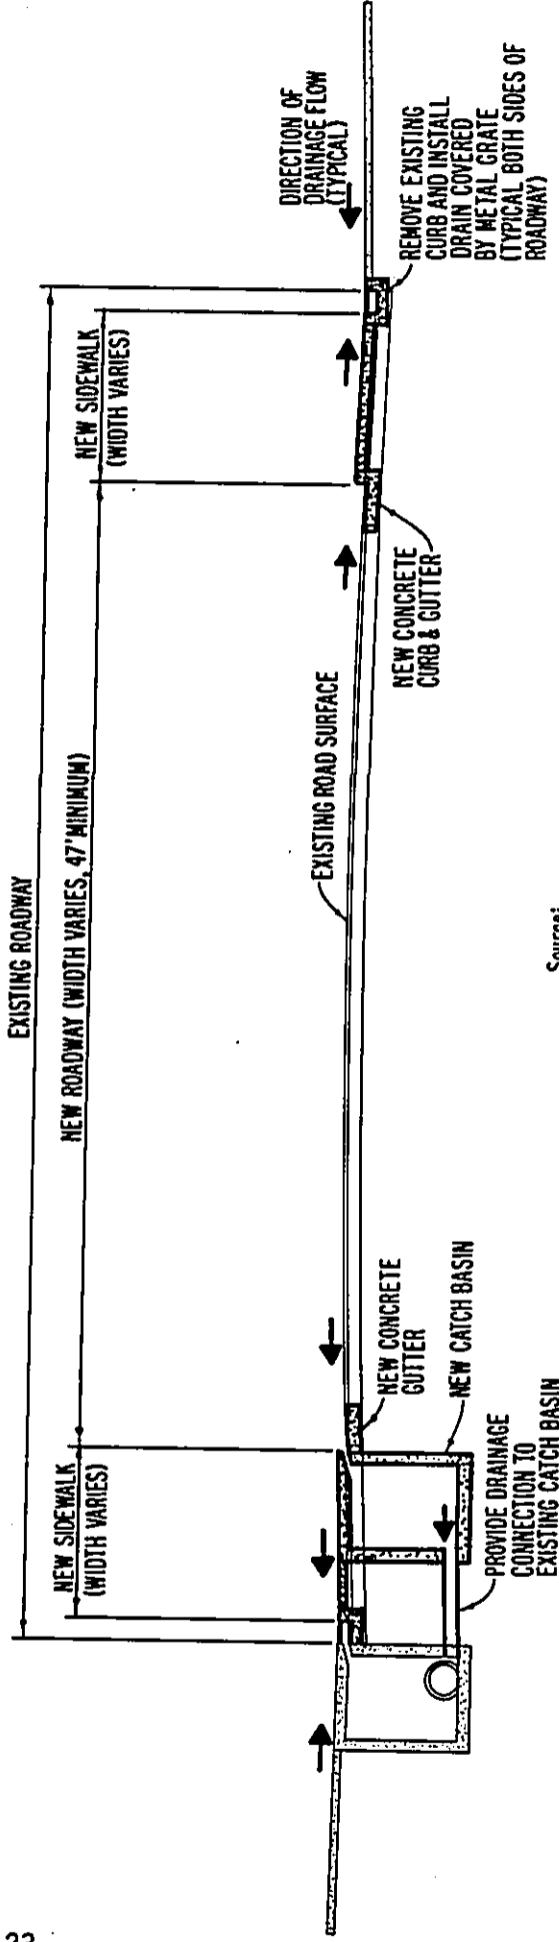 EXISTING ROADWAY
NEW ROADWAY (WIDTH VARIES, 47' MINIMUM)
NEW SIDEWALK
(WIDTH VARIES)
NEW SIDEWALK
(WIDTH VARIES)
DIRECTION OF
DRAINAGE FLOW
(TYPICAL)
EXISTING ROAD SURFACE
NEW CONCRETE
GUTTER
NEW CATCH BASIN
PROVIDE DRAINAGE
CONNECTION TO
EXISTING CATCH BASIN
NEW CONCRETE
CURB & GUTTER
REMOVE EXISTING
CURB AND INSTALL
DRAIN COVERED
BY METAL GRATE
(TYPICAL BOTH SIDES OF
ROADWAY)
Source: